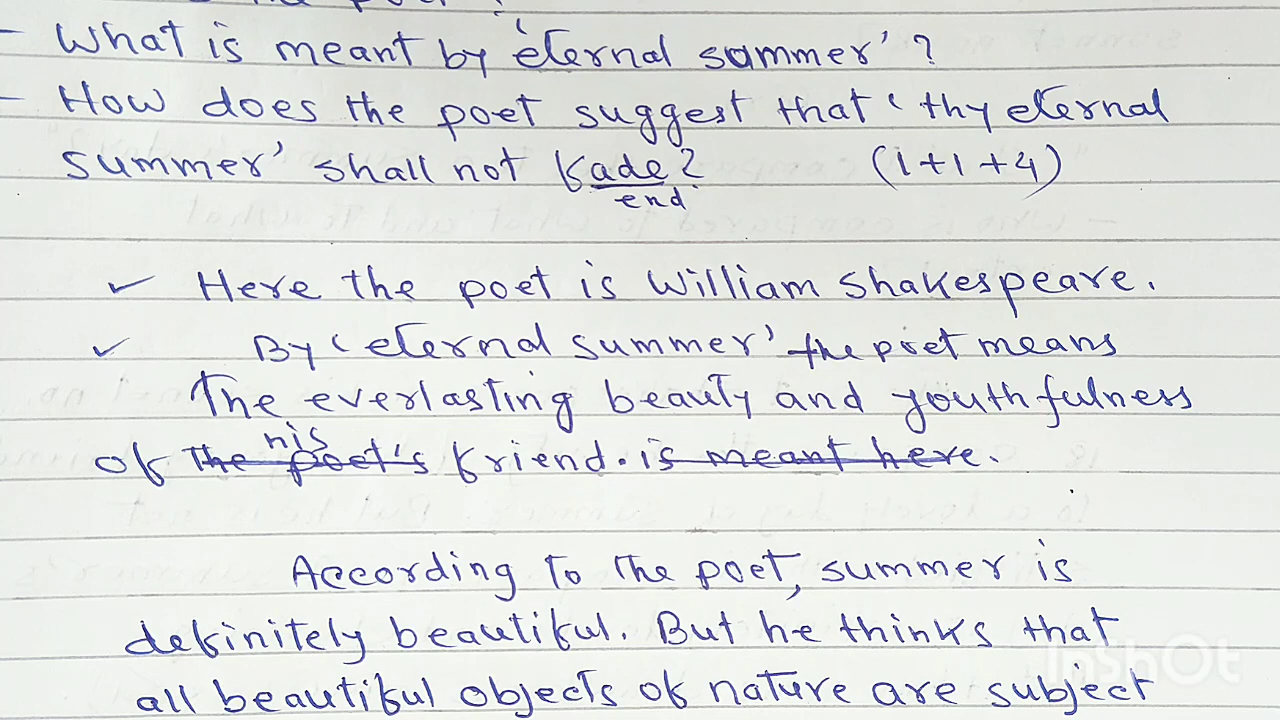 - What is meant by 'eternal summer'?
- How does the poet suggest that 'thy eternal
summer' shall not fade? (1+1+4)
end
✓ Here the poet is William Shakespeare.
✓ By 'eternal summer' the poet means
The everlasting beauty and youthfulness
his
of the poet's friend. is meant here.
According to the poet, summer is
definitely beautiful. But he thinks that
all beautiful objects of nature are subject
InShOt